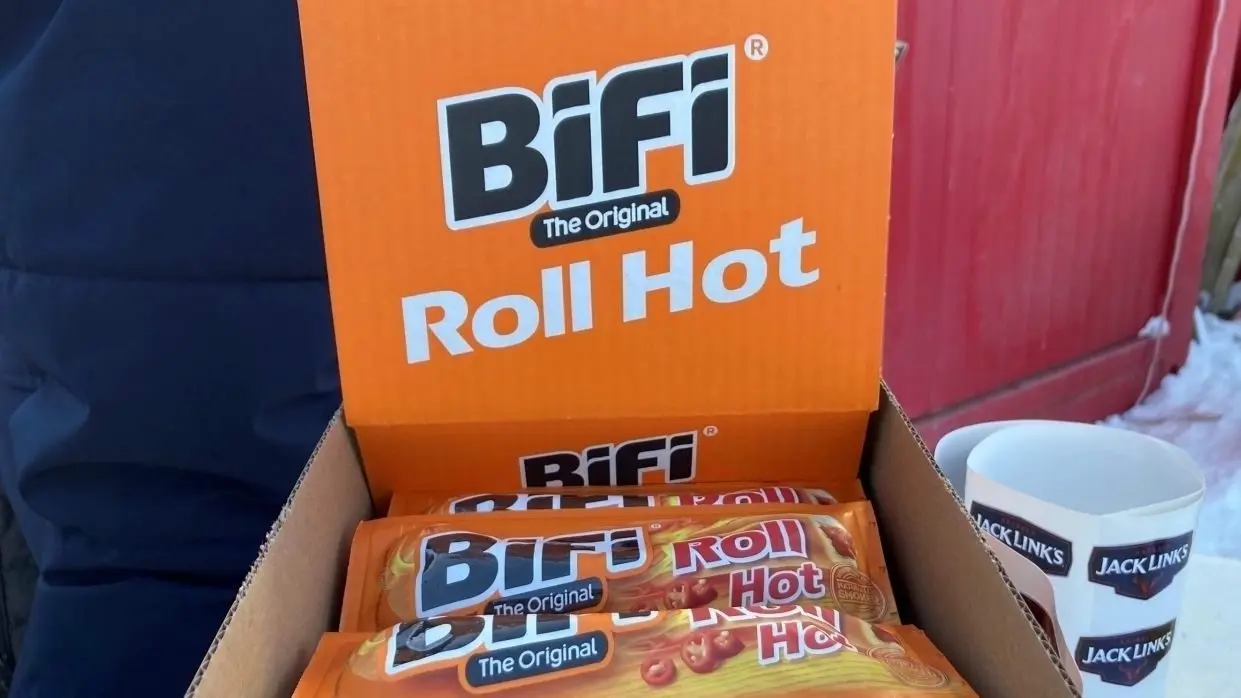 BiFi®
The Original
Roll Hot
BiFi®
BiFi Roll
BiFi® Roll
The Original Hot
BiFi Roll
The Original Hot
JACK LINK'S
JACK LINK'S
JACK LINK'S